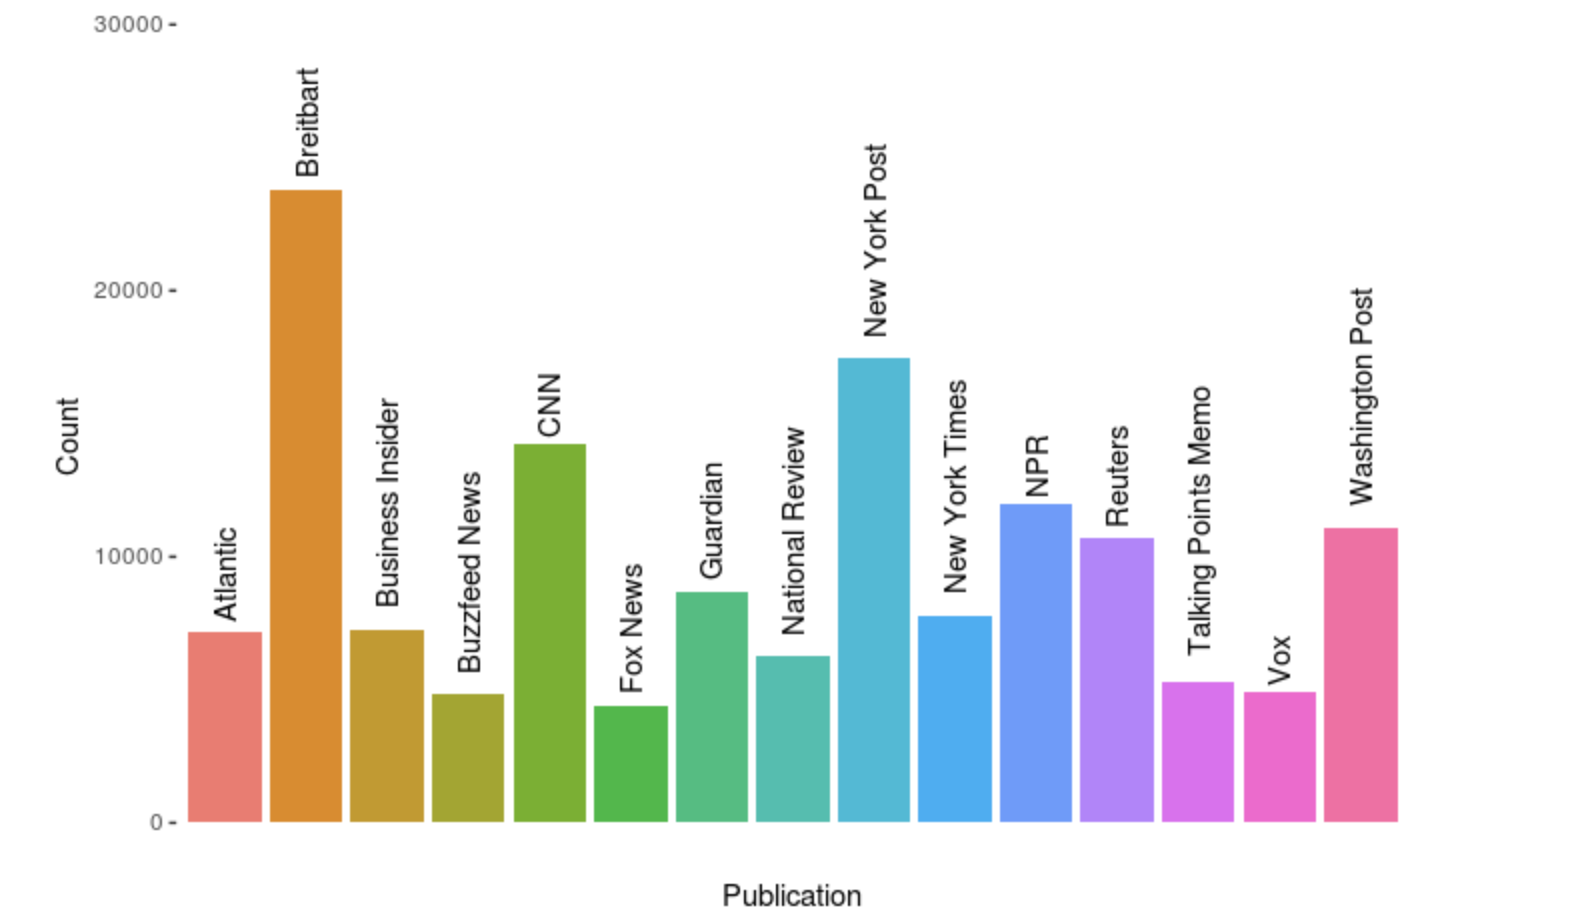 30000
20000
10000
0
Count
Atlantic
Breitbart
Business Insider
Buzzfeed News
CNN
Fox News
Guardian
National Review
New York Post
New York Times
NPR
Reuters
Talking Points Memo
Vox
Washington Post
Publication